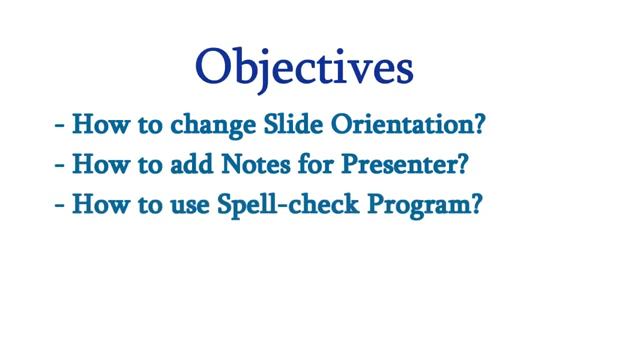 Objectives
- How to change Slide Orientation?
- How to add Notes for Presenter?
- How to use Spell-check Program?